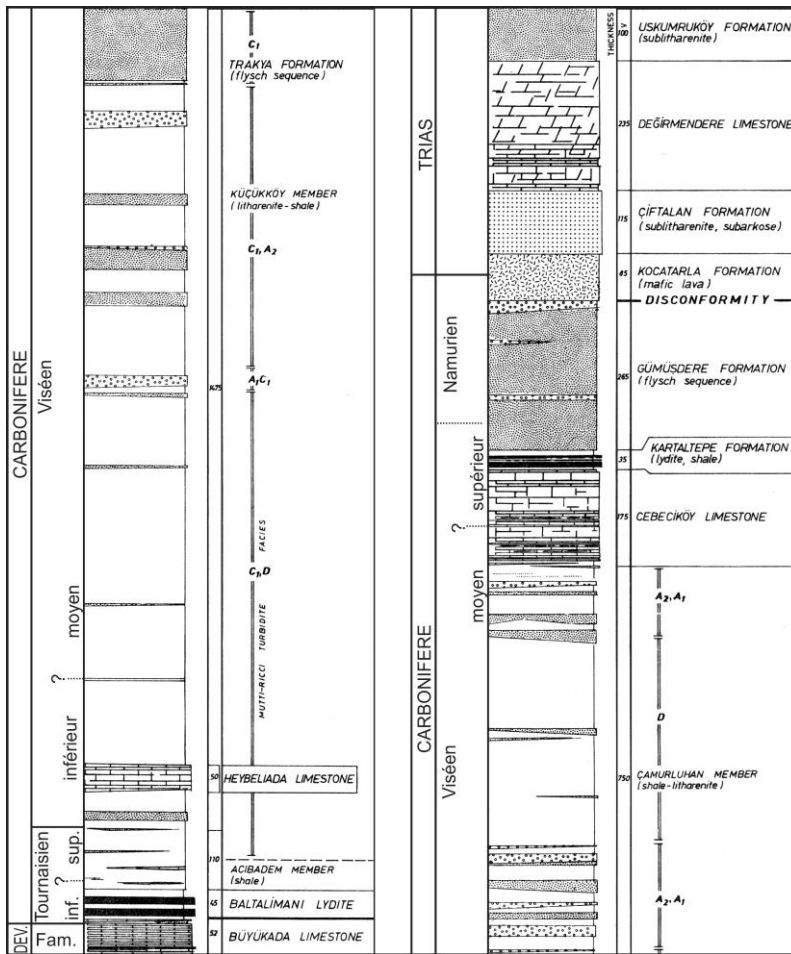 CARBONIFERE
Viséen
moyen
?
inférieur
Tournaisien
sup.
?
inf.
DEV.
Fam.
C1
TRAKYA FORMATION
(flysch sequence)
KÜÇÜKKÖY MEMBER
(litharenite-shale)
C1, A2
A1C1
1475
C1, D
MUTTI-RICCI TURBIDITE FACIES
50
HEYBELIADA LIMESTONE
110
ACIBADEM MEMBER
(shale)
45
BALTALIMANI LYDITE
52
BÜYÜKADA LIMESTONE
TRIAS
CARBONIFERE
Namurien
supérieur
?
moyen
Viséen
THICKNESS
V
100
USKUMRUKÖY FORMATION
(sublitharenite)
235
DEĞİRMENDERE LIMESTONE
115
ÇİFTALAN FORMATION
(sublitharenite, subarkose)
85
KOCATARLA FORMATION
(mafic lava)
DISCONFORMITY
265
GÜMÜŞDERE FORMATION
(flysch sequence)
35
KARTALTEPE FORMATION
(lydite, shale)
175
CEBECİKÖY LIMESTONE
A2, A1
D
750
ÇAMURLUHAN MEMBER
(shale-litharenite)
A2, A1